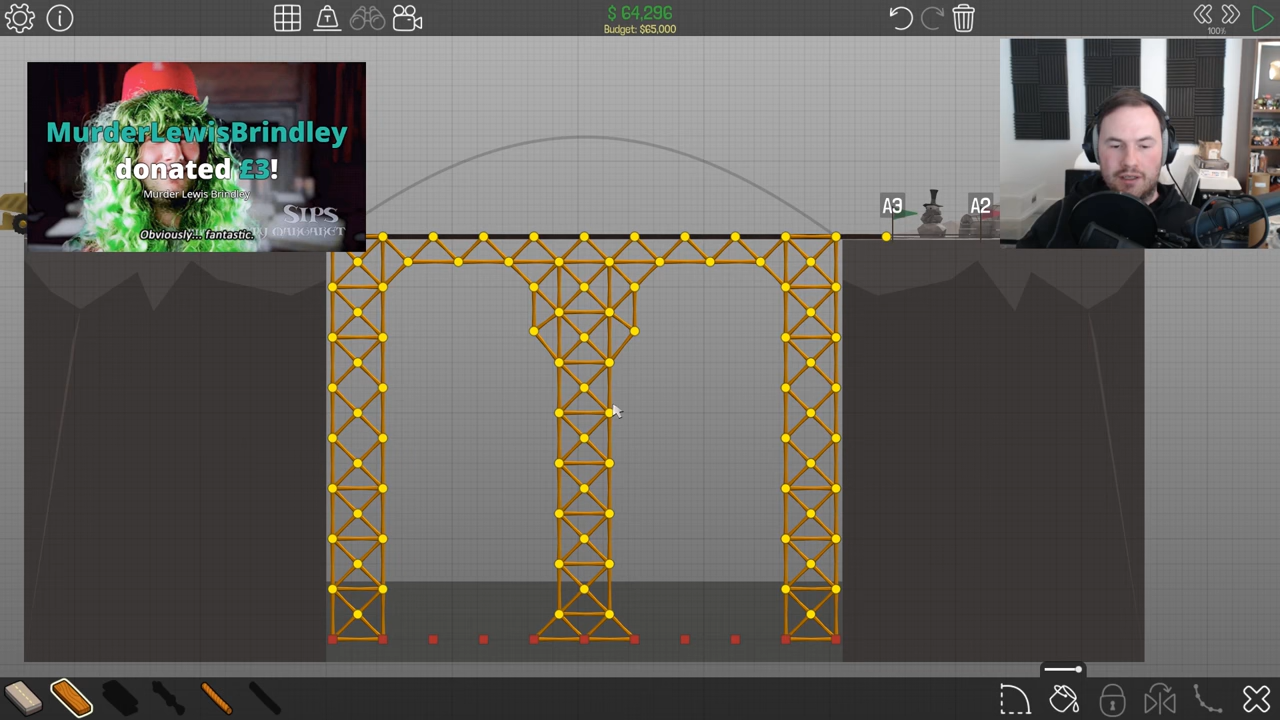 $ 64,296
Budget: $65,000
100%
MurderLewisBrindley
donated £3!
Murder Lewis Brindley
SIPS
Obviously... fantastic.
A3
A2
T